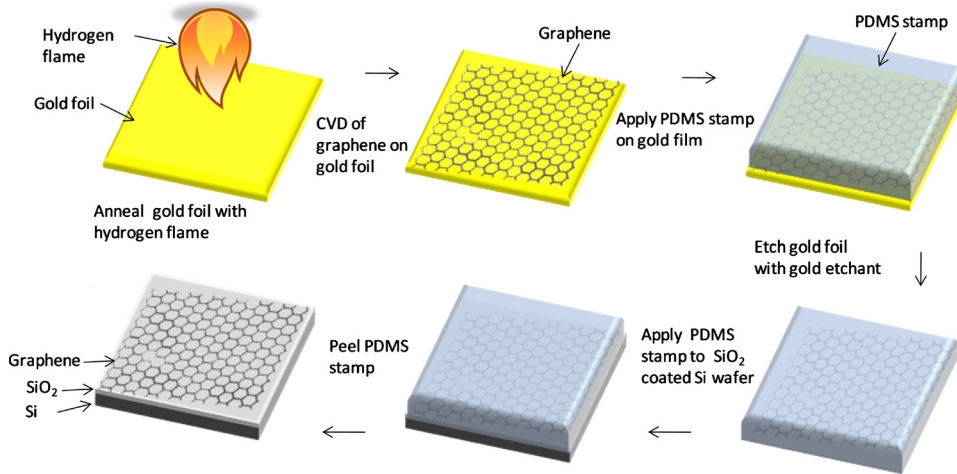 Hydrogen
flame
Gold foil
Anneal gold foil with
hydrogen flame
CVD of
graphene on
gold foil
Graphene
Apply PDMS stamp
on gold film
PDMS stamp
Etch gold foil
with gold etchant
Apply PDMS
stamp to SiO₂
coated Si wafer
Peel PDMS
stamp
Graphene
SiO₂
Si